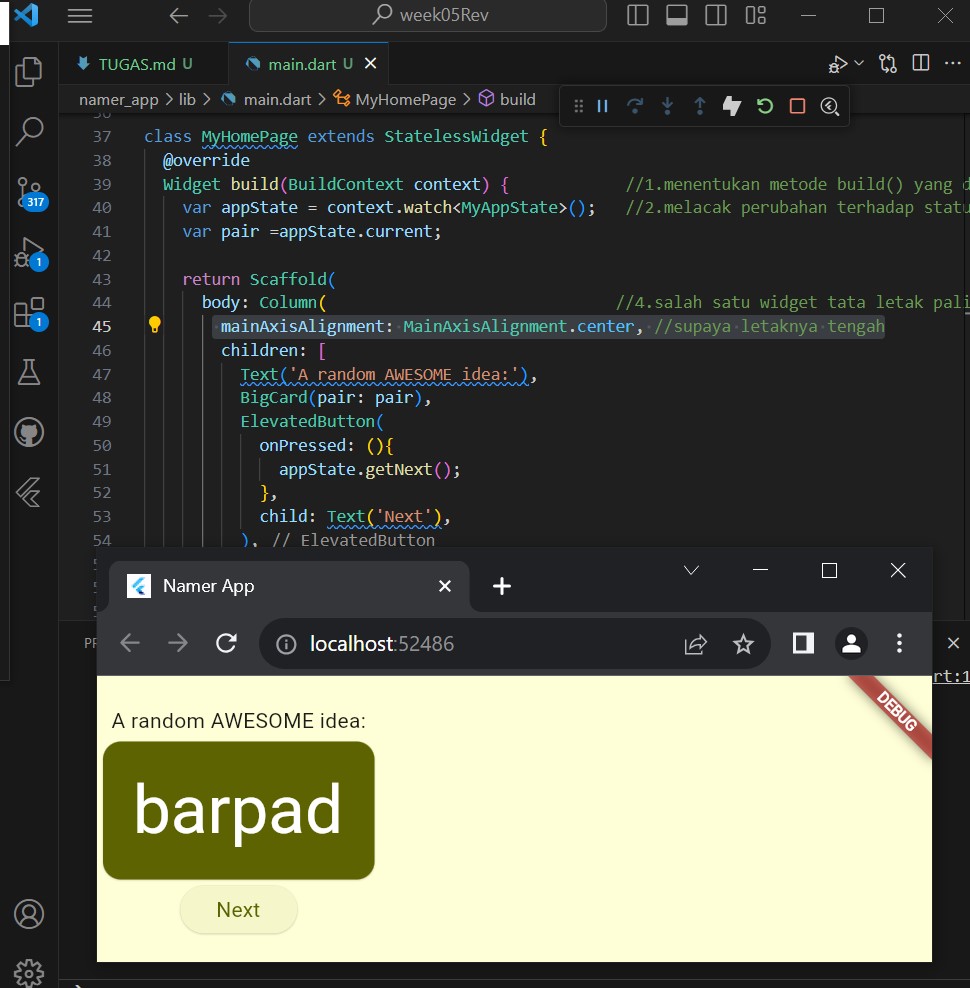 week05Rev
TUGAS.md U
main.dart U
namer_app > lib > main.dart > MyHomePage > build
37 class MyHomePage extends StatelessWidget {
38 @override
39 Widget build(BuildContext context) { //1.menentukan metode build() yang d
40 var appState = context.watch<MyAppState>(); //2.melacak perubahan terhadap statu
41 var pair =appState.current;
42
43 return Scaffold(
44 body: Column( //4.salah satu widget tata letak pali
45 mainAxisAlignment: MainAxisAlignment.center, //supaya letaknya tengah
46 children: [
47 Text('A random AWESOME idea:'),
48 BigCard(pair: pair),
49 ElevatedButton(
50 onPressed: (){
51 appState.getNext();
52 },
53 child: Text('Next'),
54 ), // ElevatedButton
317
1
1
Namer App
localhost:52486
rt:1
DEBUG
A random AWESOME idea:
barpad
Next